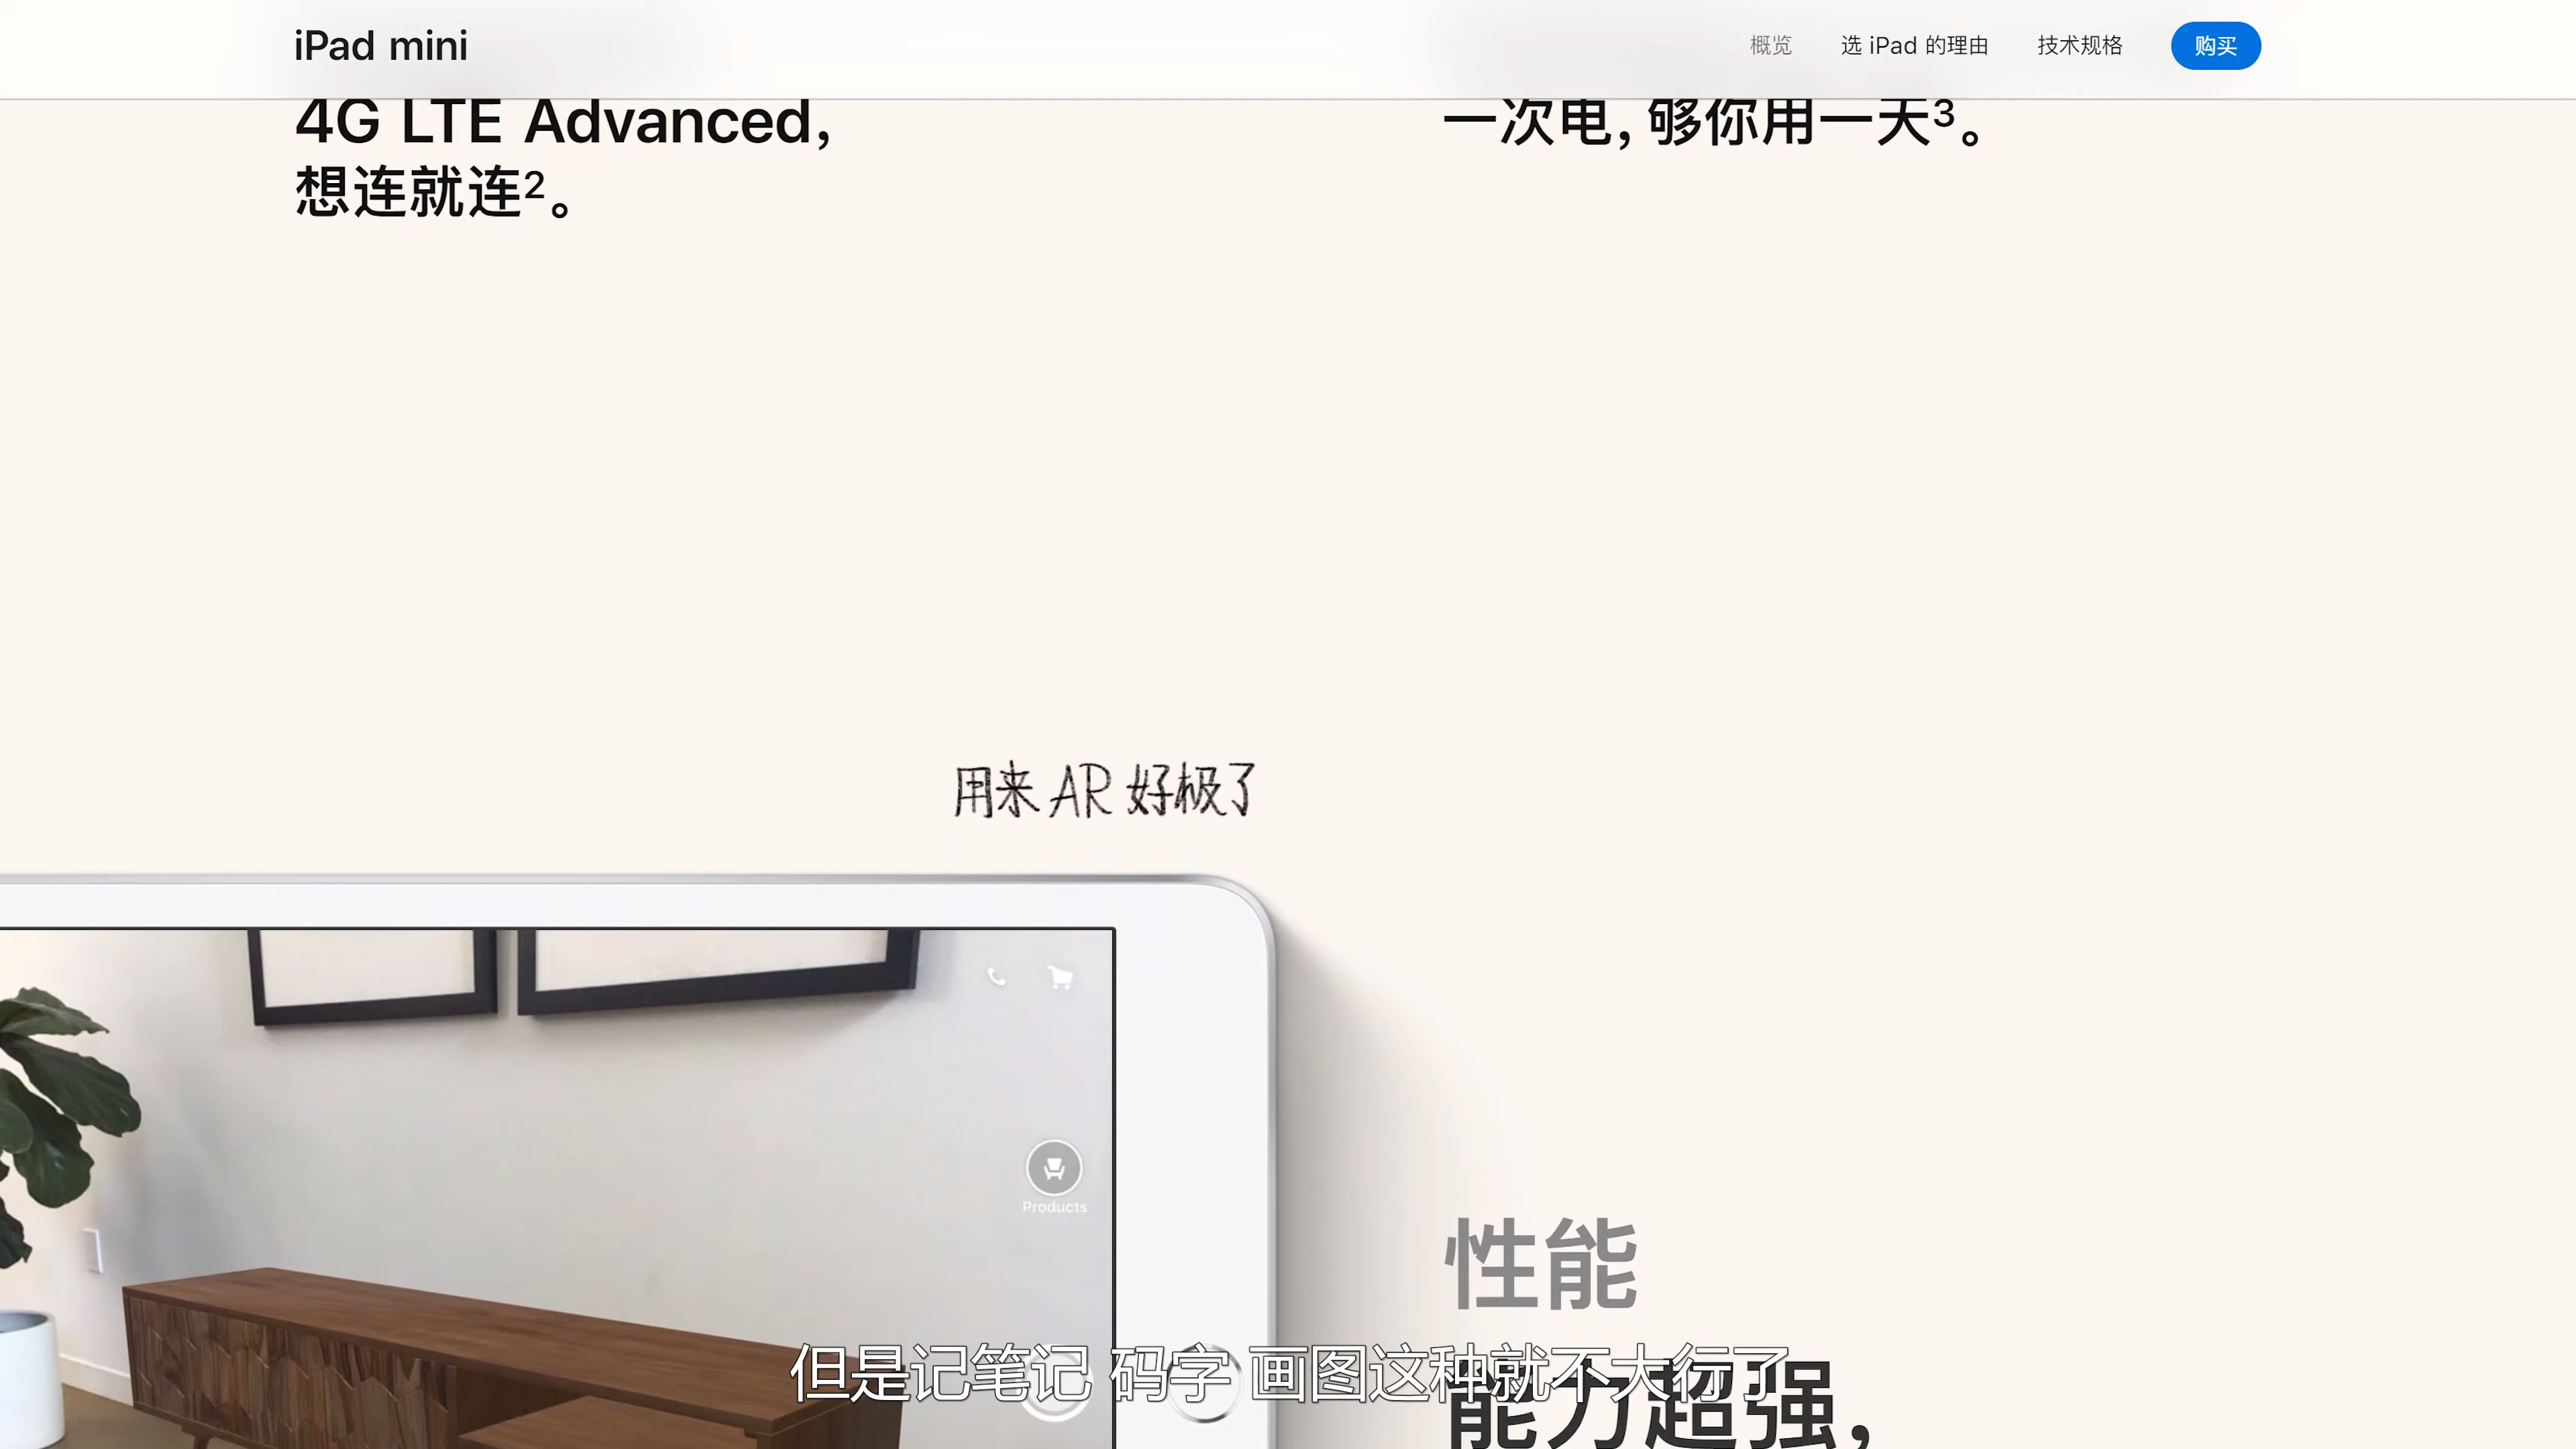 iPad mini
概览
选 iPad 的理由
技术规格
购买
4G LTE Advanced,
想连就连²。
一次电，够你用一天³。
用来 AR 好极了
Products
性能
能力超强，
但是记笔记 码字 画图这种就不大行了